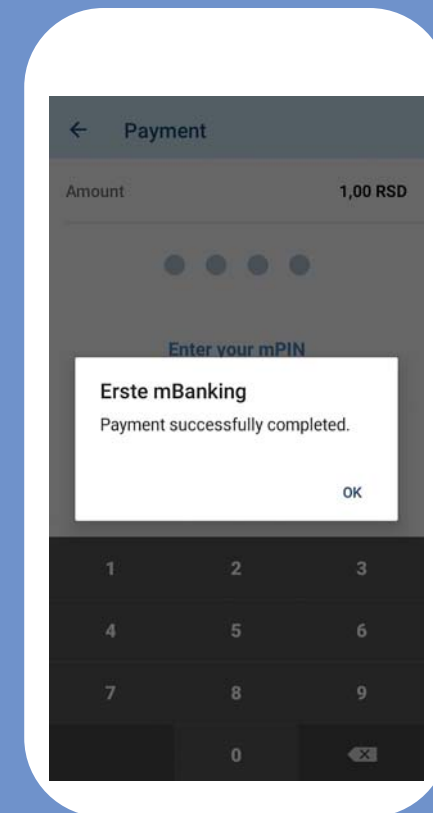 Payment
Amount 1,00 RSD
Enter your mPIN
Erste mBanking
Payment successfully completed.
OK
1 2 3
4 5 6
7 8 9
0